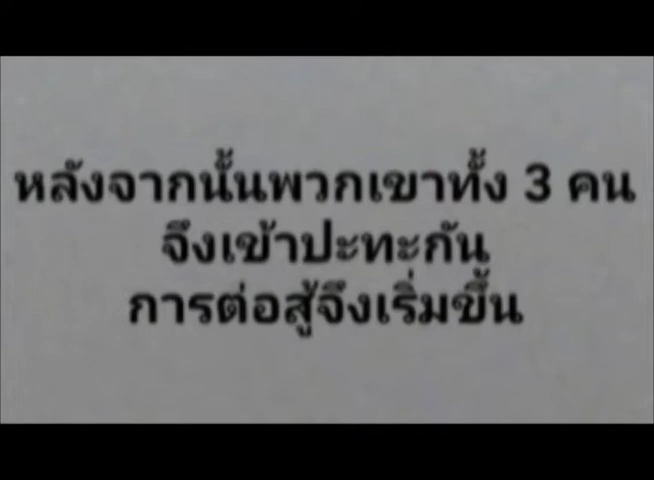 หลังจากนั้นพวกเขาทั้ง 3 คน
จึงเข้าปะทะกัน
การต่อสู้จึงเริ่มขึ้น